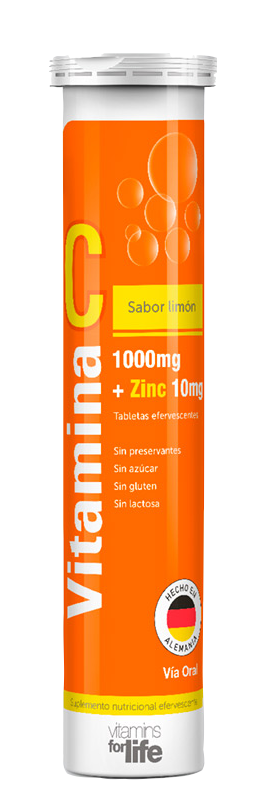 Vitamina C
Sabor limón
1000mg
+ Zinc 10mg
Tabletas efervescentes
Sin preservantes
Sin azúcar
Sin gluten
Sin lactosa
HECHO EN
ALEMANIA
Vía Oral
Suplemento nutricional efervescente
vitamins
for life